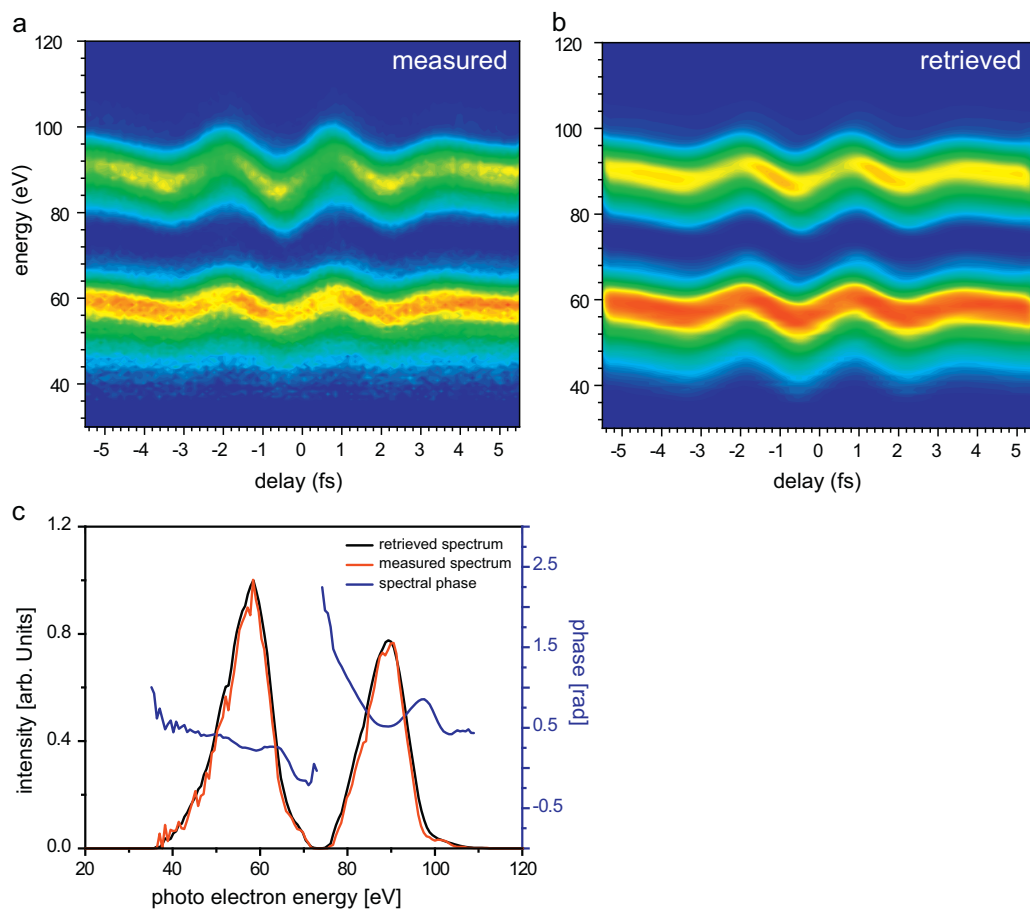 a
measured
120
100
80
60
40
energy (eV)
-5 -4 -3 -2 -1 0 1 2 3 4 5
delay (fs)
b
retrieved
120
100
80
60
40
-5 -4 -3 -2 -1 0 1 2 3 4 5
delay (fs)
c
1.2
0.8
0.4
0.0
intensity [arb. Units]
retrieved spectrum
measured spectrum
spectral phase
2.5
1.5
0.5
-0.5
phase [rad]
20 40 60 80 100 120
photo electron energy [eV]